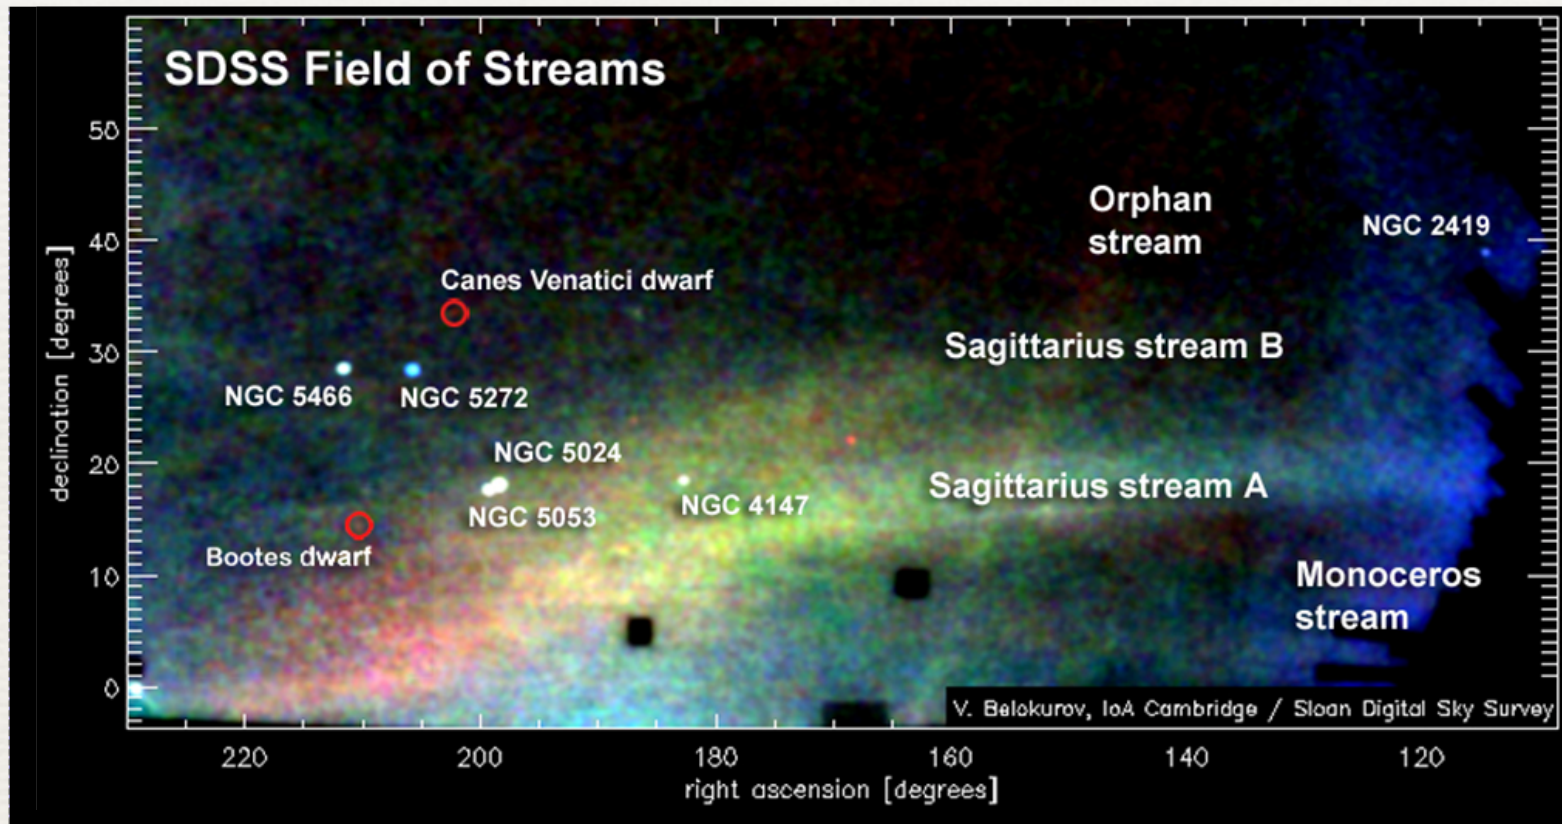 SDSS Field of Streams
50
40
30
20
10
0
declination [degrees]
Orphan
stream
NGC 2419
Canes Venatici dwarf
Sagittarius stream B
NGC 5466
NGC 5272
NGC 5024
Sagittarius stream A
NGC 4147
NGC 5053
Bootes dwarf
Monoceros
stream
V. Belokurov, IoA Cambridge / Sloan Digital Sky Survey
220 200 180 160 140 120
right ascension [degrees]